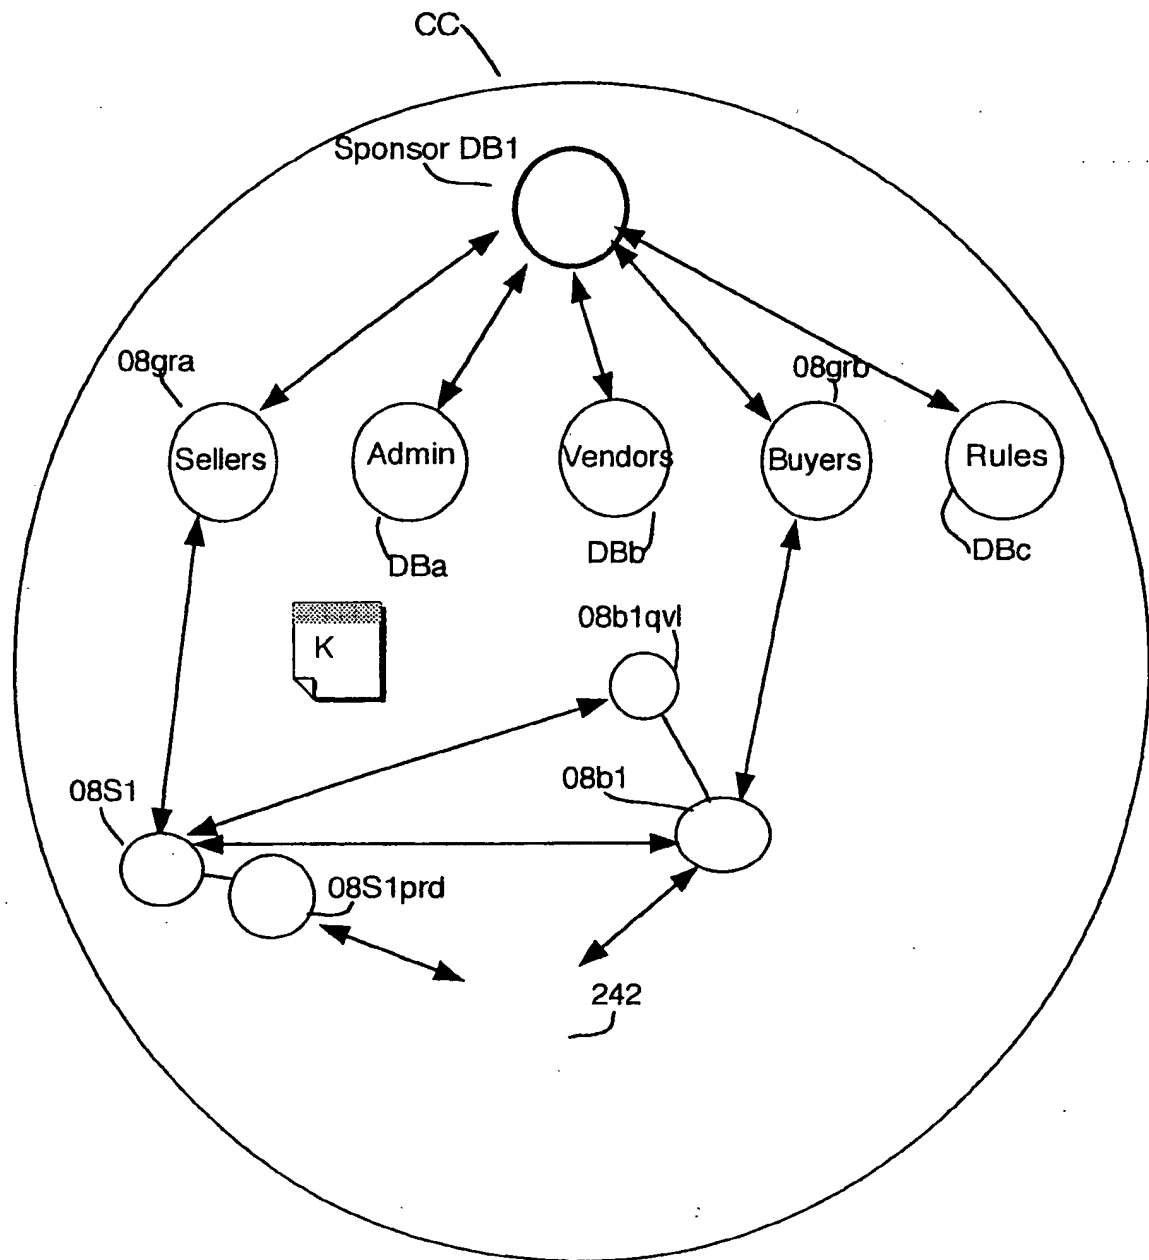 CC
Sponsor DB1
08gra
08grb
Sellers
Admin
Vendors
Buyers
Rules
DBa
DBb
DBc
K
08b1qvl
08b1
08S1
08S1prd
242